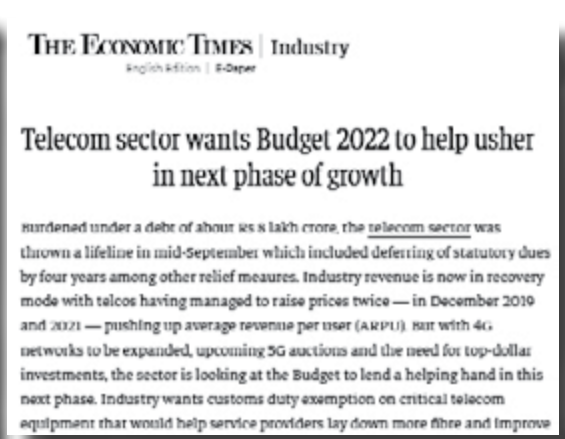 THE ECONOMIC TIMES | Industry
English Edition | E-Paper
Telecom sector wants Budget 2022 to help usher
in next phase of growth
Burdened under a debt of about Rs 8 lakh crore, the telecom sector was
thrown a lifeline in mid-September which included deferring of statutory dues
by four years among other relief meaures. Industry revenue is now in recovery
mode with telcos having managed to raise prices twice — in December 2019
and 2021 — pushing up average revenue per user (ARPU). But with 4G
networks to be expanded, upcoming 5G auctions and the need for top-dollar
investments, the sector is looking at the Budget to lend a helping hand in this
next phase. Industry wants customs duty exemption on critical telecom
equipment that would help service providers lay down more fibre and improve